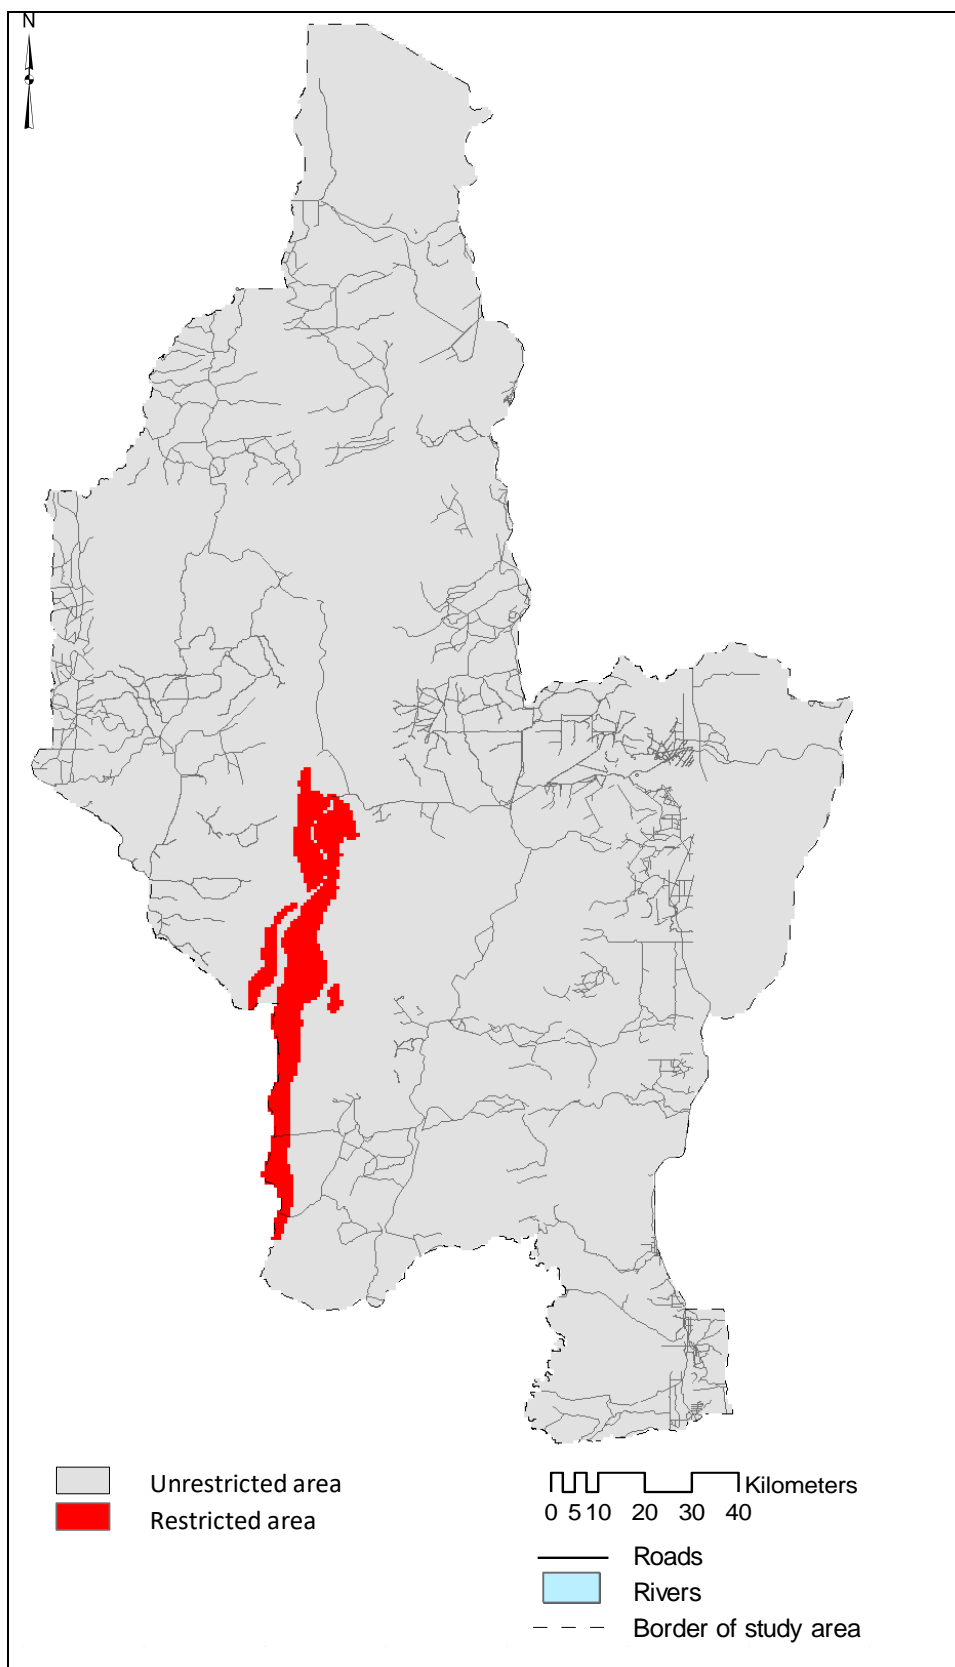 N
Unrestricted area
Restricted area
Kilometers
0 5 10 20 30 40
Roads
Rivers
Border of study area